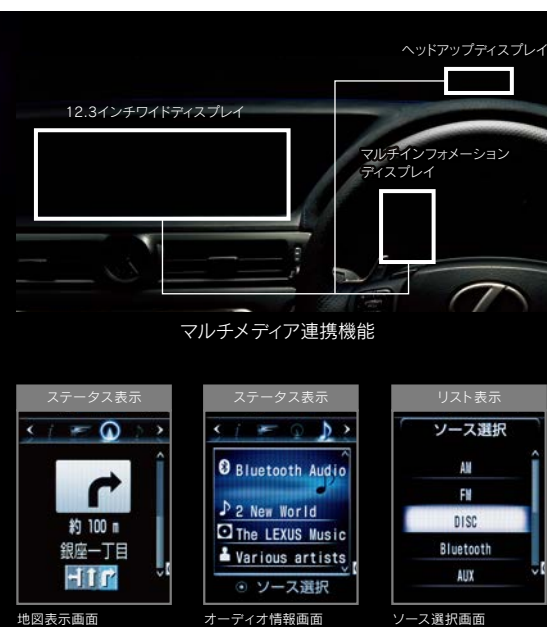 ヘッドアップディスプレイ
12.3インチワイドディスプレイ
マルチインフォメーション
ディスプレイ
マルチメディア連携機能
ステータス表示
約 100 m
銀座一丁目
地図表示画面
ステータス表示
Bluetooth Audio
2 New World
The LEXUS Music
Various artists
ソース選択
オーディオ情報画面
リスト表示
ソース選択
AM
FM
DISC
Bluetooth
AUX
ソース選択画面